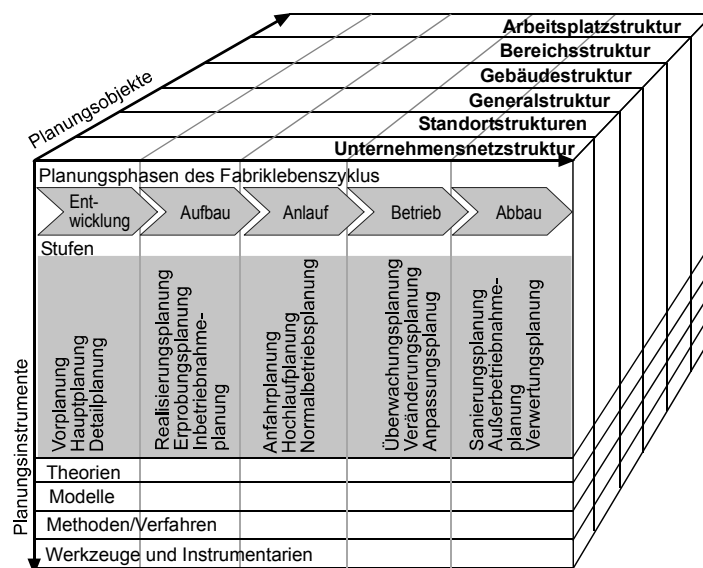 Arbeitsplatzstruktur
Bereichsstruktur
Gebäudestruktur
Generalstruktur
Standortstrukturen
Unternehmensnetzstruktur
Planungsobjekte
Planungsphasen des Fabriklebenszyklus
Ent-
wicklung
Aufbau
Anlauf
Betrieb
Abbau
Stufen
Vorplanung
Hauptplanung
Detailplanung
Realisierungsplanung
Erprobungsplanung
Inbetriebnahme-
planung
Anfahrplanung
Hochlaufplanung
Normalbetriebsplanung
Überwachungsplanung
Veränderungsplanung
Anpassungsplanug
Sanierungsplanung
Außerbetriebnahme-
planung
Verwertungsplanung
Planungsinstrumente
Theorien
Modelle
Methoden/Verfahren
Werkzeuge und Instrumentarien